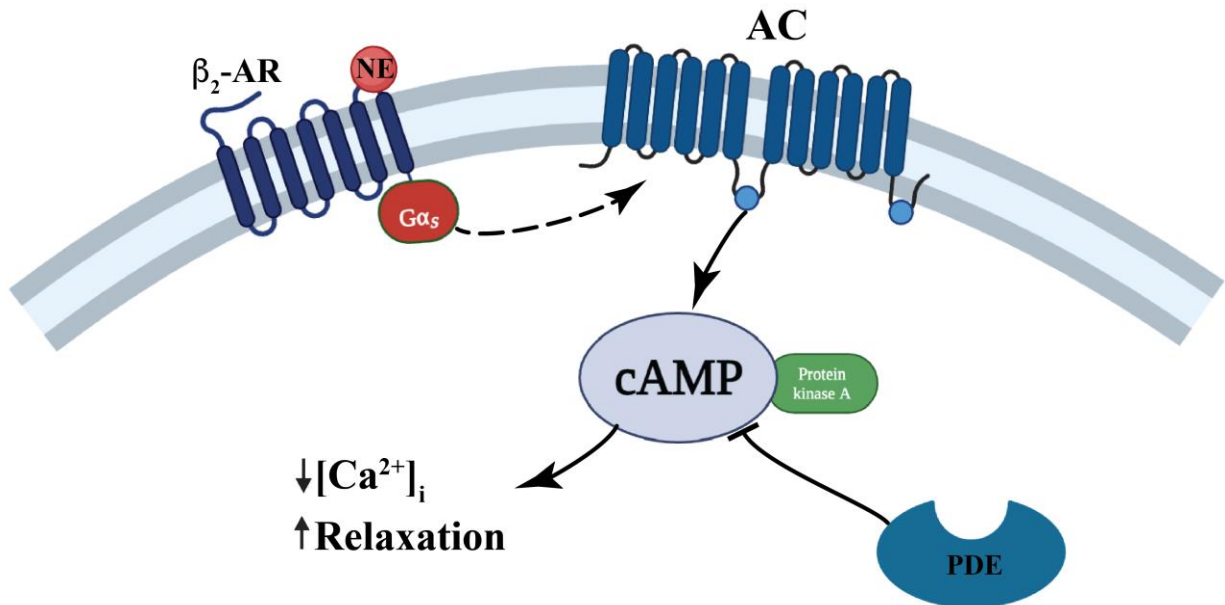 AC
β₂-AR
NE
Gαₛ
cAMP
Protein
kinase A
↓[Ca²⁺]ᵢ
↑Relaxation
PDE